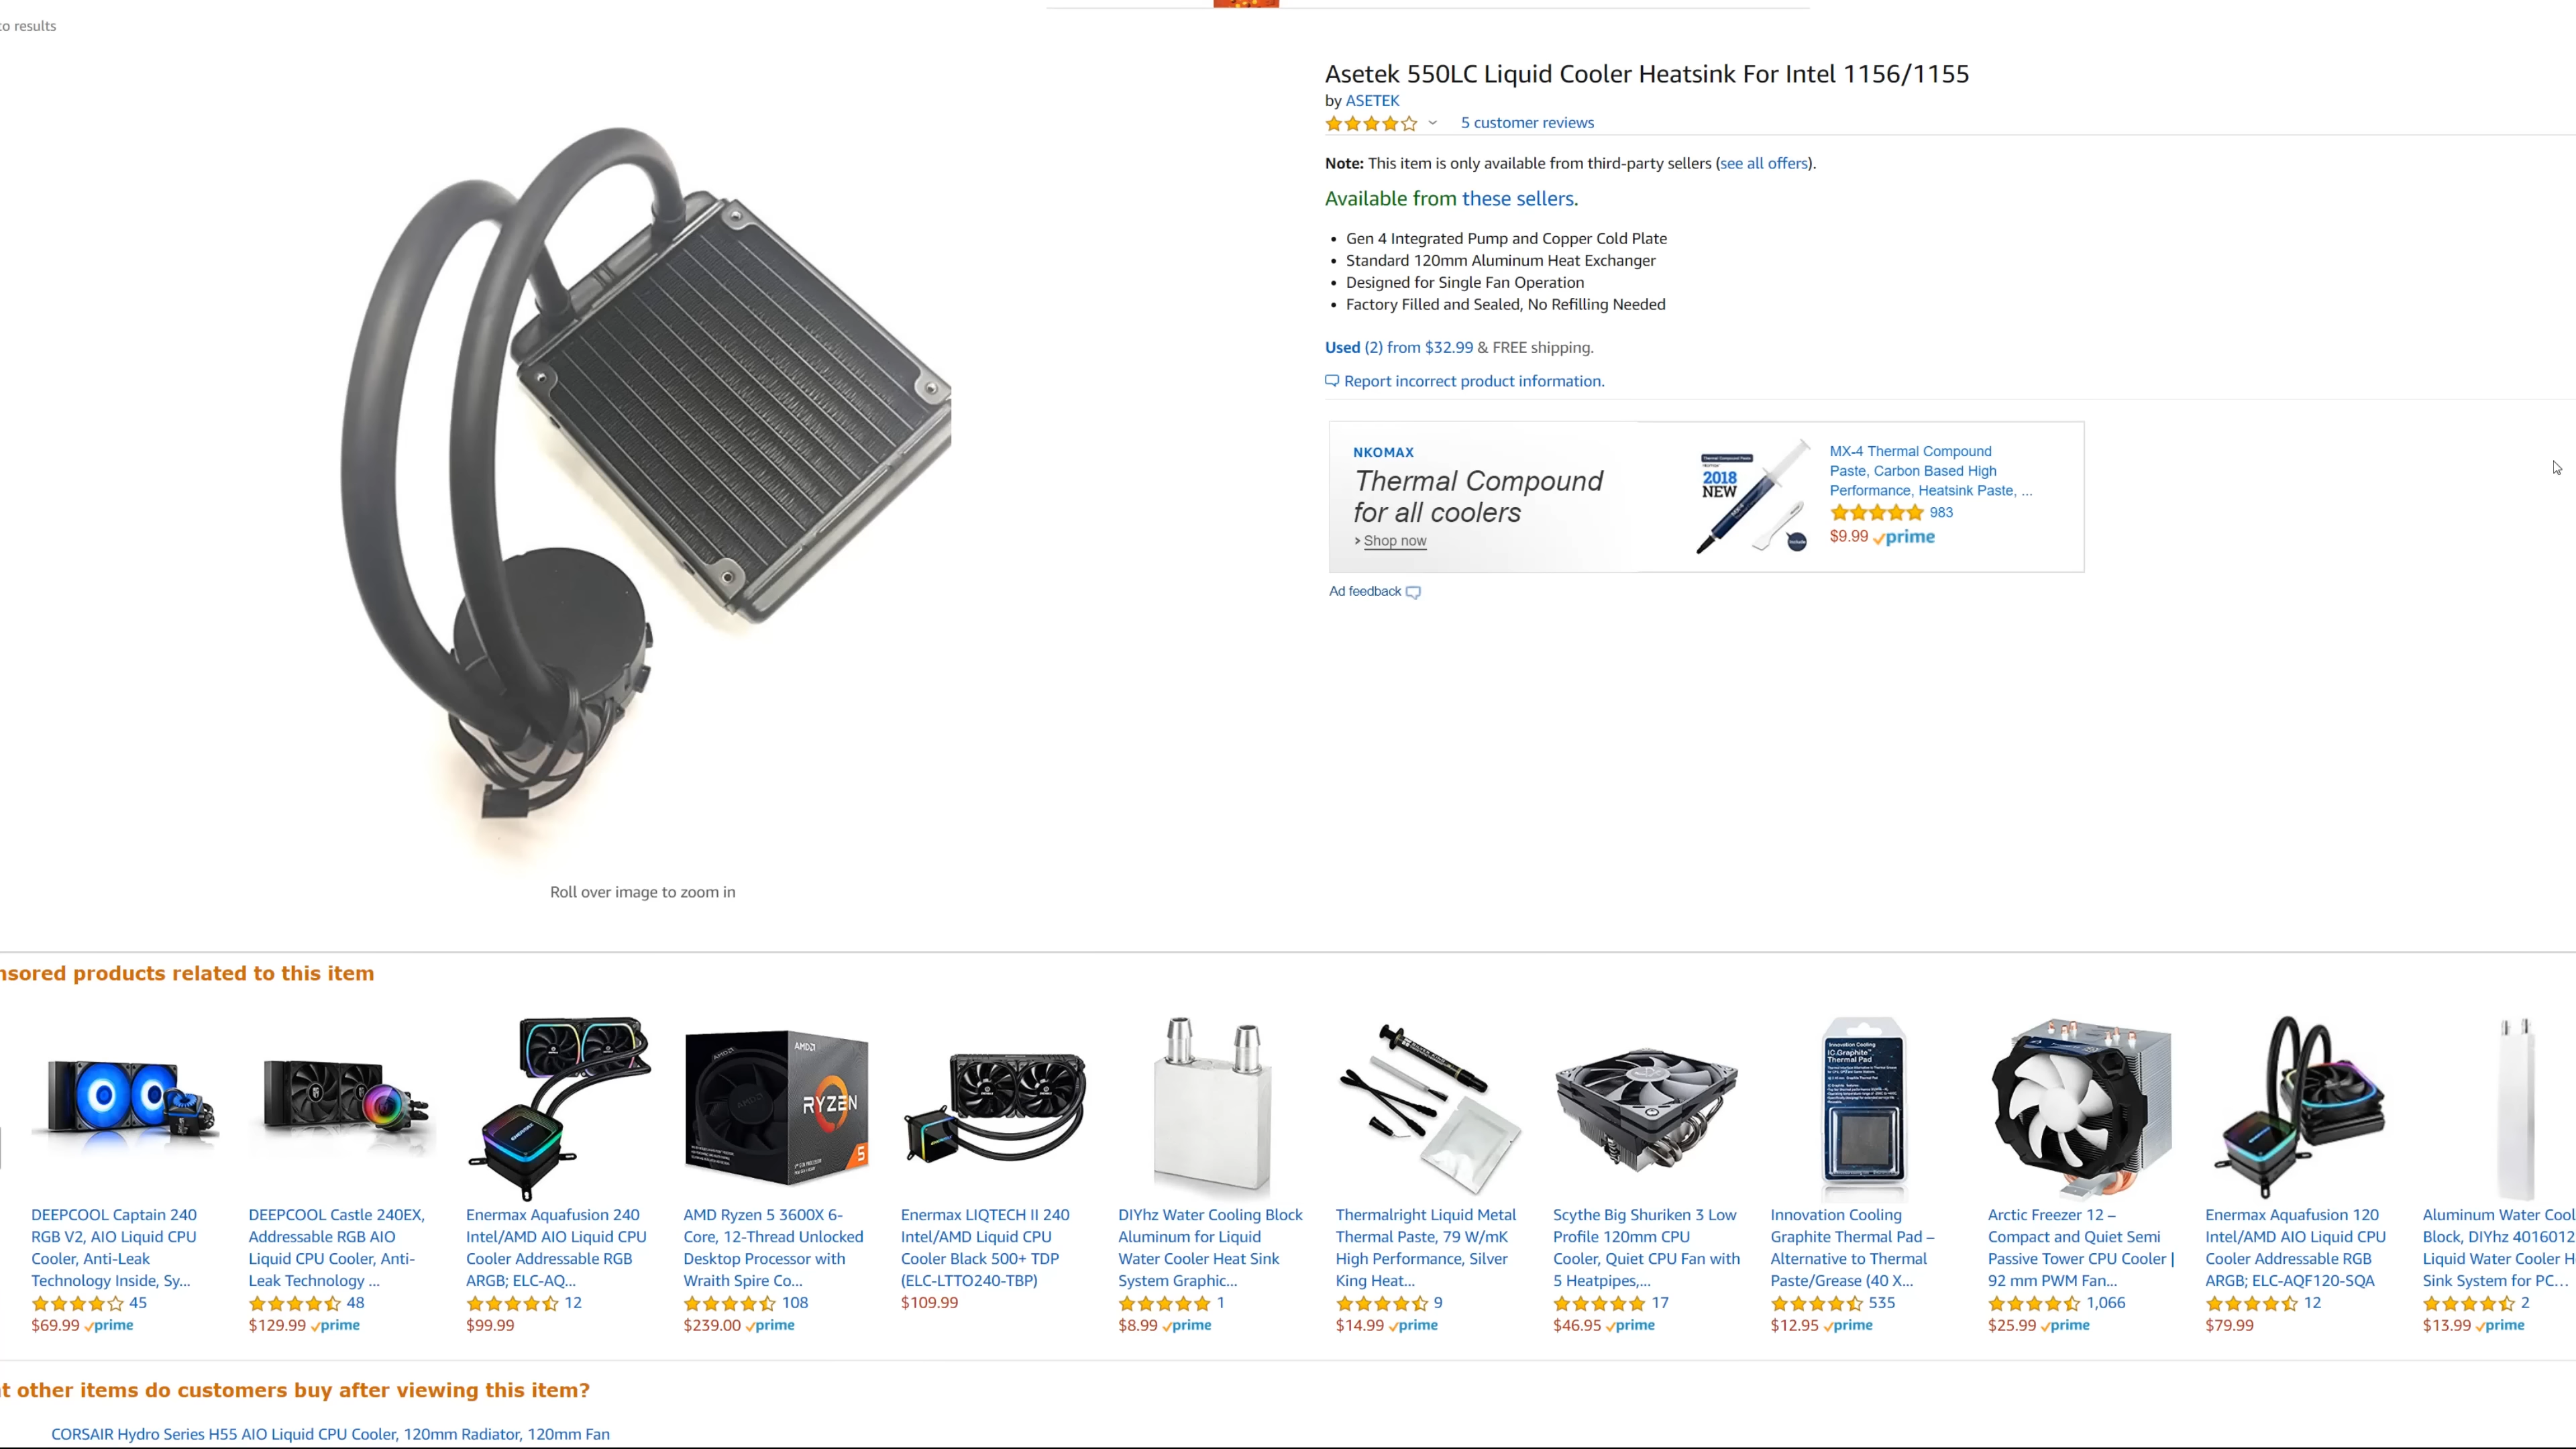 to results
Asetek 550LC Liquid Cooler Heatsink For Intel 1156/1155
by ASETEK
5 customer reviews
Note: This item is only available from third-party sellers (see all offers).
Available from these sellers.
• Gen 4 Integrated Pump and Copper Cold Plate
• Standard 120mm Aluminum Heat Exchanger
• Designed for Single Fan Operation
• Factory Filled and Sealed, No Refilling Needed
Used (2) from $32.99 & FREE shipping.
Report incorrect product information.
NKOMAX
Thermal Compound
for all coolers
› Shop now
2018
NEW
MX-4 Thermal Compound
Paste, Carbon Based High
Performance, Heatsink Paste, ...
983
$9.99 prime
Ad feedback
Roll over image to zoom in
nsored products related to this item
AMD
RYZEN
5
Innovation Cooling
IC Graphite
Thermal Pad
DEEPCOOL Captain 240
RGB V2, AIO Liquid CPU
Cooler, Anti-Leak
Technology Inside, Sy...
45
$69.99 prime
DEEPCOOL Castle 240EX,
Addressable RGB AIO
Liquid CPU Cooler, Anti-
Leak Technology ...
48
$129.99 prime
Enermax Aquafusion 240
Intel/AMD AIO Liquid CPU
Cooler Addressable RGB
ARGB; ELC-AQ...
12
$99.99
AMD Ryzen 5 3600X 6-
Core, 12-Thread Unlocked
Desktop Processor with
Wraith Spire Co...
108
$239.00 prime
Enermax LIQTECH II 240
Intel/AMD Liquid CPU
Cooler Black 500+ TDP
(ELC-LTTO240-TBP)
$109.99
DIYhz Water Cooling Block
Aluminum for Liquid
Water Cooler Heat Sink
System Graphic...
1
$8.99 prime
Thermalright Liquid Metal
Thermal Paste, 79 W/mK
High Performance, Silver
King Heat...
9
$14.99 prime
Scythe Big Shuriken 3 Low
Profile 120mm CPU
Cooler, Quiet CPU Fan with
5 Heatpipes,...
17
$46.95 prime
Innovation Cooling
Graphite Thermal Pad –
Alternative to Thermal
Paste/Grease (40 X...
535
$12.95 prime
Arctic Freezer 12 –
Compact and Quiet Semi
Passive Tower CPU Cooler |
92 mm PWM Fan...
1,066
$25.99 prime
Enermax Aquafusion 120
Intel/AMD AIO Liquid CPU
Cooler Addressable RGB
ARGB; ELC-AQF120-SQA
12
$79.99
Aluminum Water Cool
Block, DIYhz 4016012
Liquid Water Cooler H
Sink System for PC...
2
$13.99 prime
t other items do customers buy after viewing this item?
CORSAIR Hydro Series H55 AIO Liquid CPU Cooler, 120mm Radiator, 120mm Fan